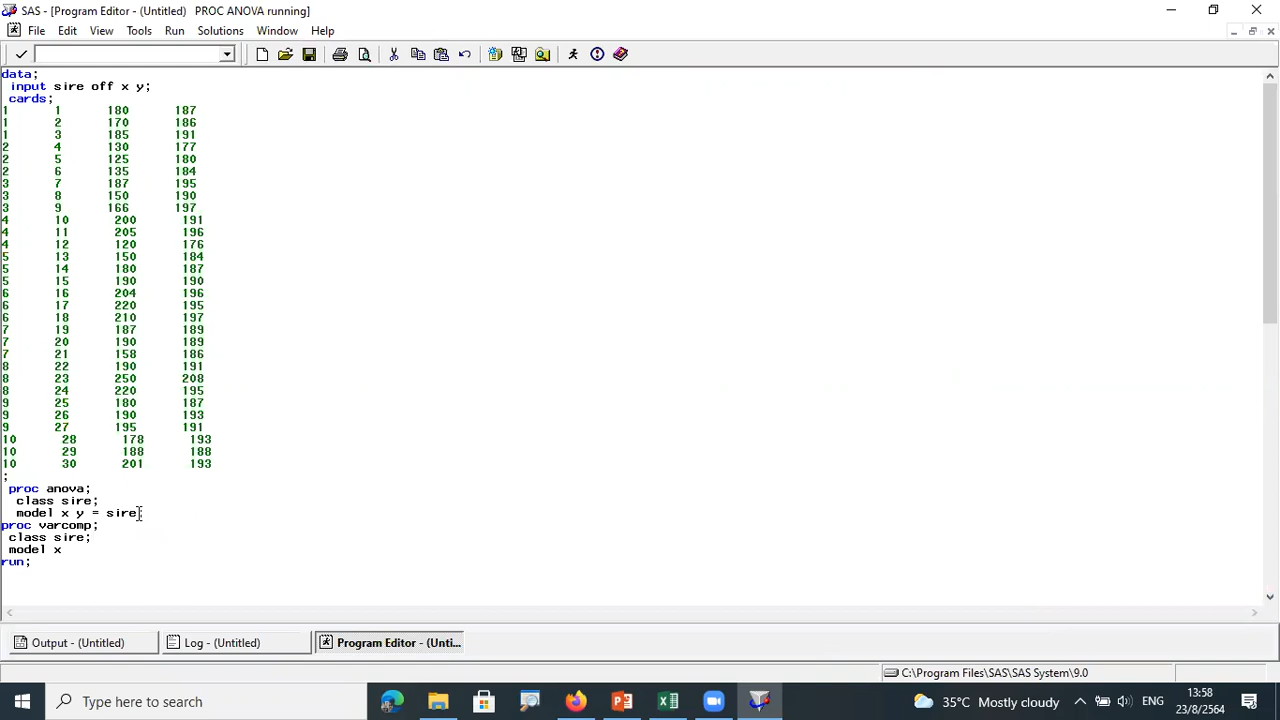 SAS - [Program Editor - (Untitled)   PROC ANOVA running]
File Edit View Tools Run Solutions Window Help
data;
input sire off x y;
cards;
1 1 180 187
1 2 170 186
1 3 185 191
2 4 130 177
2 5 125 180
2 6 135 184
3 7 187 195
3 8 150 190
3 9 166 197
4 10 200 191
4 11 205 196
4 12 120 176
5 13 150 184
5 14 180 187
5 15 190 190
6 16 204 196
6 17 220 195
6 18 210 197
7 19 187 189
7 20 190 189
7 21 158 186
8 22 190 191
8 23 250 208
8 24 220 195
9 25 180 187
9 26 190 193
9 27 195 191
10 28 178 193
10 29 188 188
10 30 201 193
;
proc anova;
class sire;
model x y = sire;
proc varcomp;
class sire;
model x
run;
Output - (Untitled) Log - (Untitled) Program Editor - (Unti...
C:\Program Files\SAS\SAS System\9.0
Type here to search 35°C Mostly cloudy ENG 13:58
23/8/2564